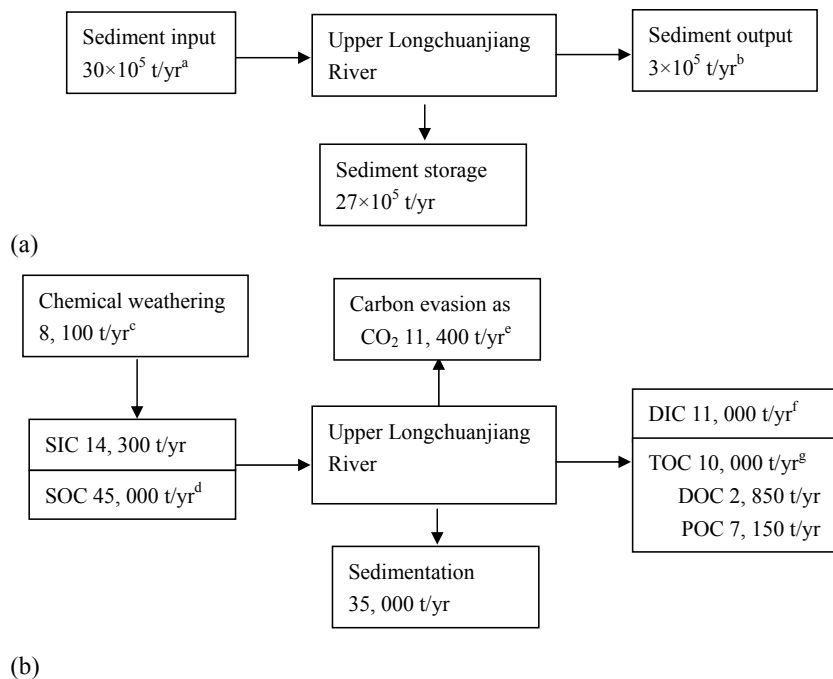 Sediment input
30×10⁵ t/yrᵃ
Upper Longchuanjiang
River
Sediment output
3×10⁵ t/yrᵇ
Sediment storage
27×10⁵ t/yr
(a)
Chemical weathering
8, 100 t/yrᶜ
Carbon evasion as
CO₂ 11, 400 t/yrᵉ
SIC 14, 300 t/yr
SOC 45, 000 t/yrᵈ
Upper Longchuanjiang
River
DIC 11, 000 t/yrᶠ
TOC 10, 000 t/yrᵍ
DOC 2, 850 t/yr
POC 7, 150 t/yr
Sedimentation
35, 000 t/yr
(b)